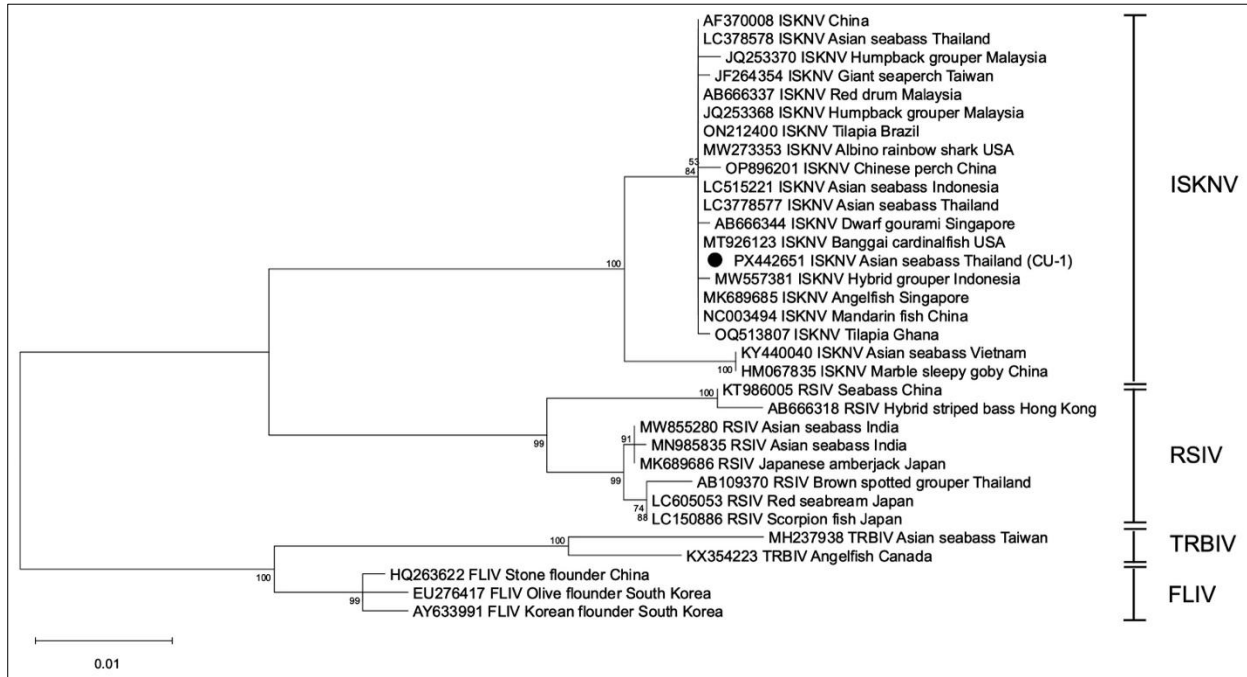 AF370008 ISKNV China
LC378578 ISKNV Asian seabass Thailand
JQ253370 ISKNV Humpback grouper Malaysia
JF264354 ISKNV Giant seaperch Taiwan
AB666337 ISKNV Red drum Malaysia
JQ253368 ISKNV Humpback grouper Malaysia
ON212400 ISKNV Tilapia Brazil
MW273353 ISKNV Albino rainbow shark USA
53
84
OP896201 ISKNV Chinese perch China
ISKNV
LC515221 ISKNV Asian seabass Indonesia
LC3778577 ISKNV Asian seabass Thailand
AB666344 ISKNV Dwarf gourami Singapore
MT926123 ISKNV Banggai cardinalfish USA
100
PX442651 ISKNV Asian seabass Thailand (CU-1)
MW557381 ISKNV Hybrid grouper Indonesia
MK689685 ISKNV Angelfish Singapore
NC003494 ISKNV Mandarin fish China
OQ513807 ISKNV Tilapia Ghana
KY440040 ISKNV Asian seabass Vietnam
100
HM067835 ISKNV Marble sleepy goby China
100
KT986005 RSIV Seabass China
AB666318 RSIV Hybrid striped bass Hong Kong
MW855280 RSIV Asian seabass India
91
99
MN985835 RSIV Asian seabass India
RSIV
MK689686 RSIV Japanese amberjack Japan
99
AB109370 RSIV Brown spotted grouper Thailand
LC605053 RSIV Red seabream Japan
74
88
LC150886 RSIV Scorpion fish Japan
MH237938 TRBIV Asian seabass Taiwan
100
TRBIV
KX354223 TRBIV Angelfish Canada
100
HQ263622 FLIV Stone flounder China
EU276417 FLIV Olive flounder South Korea
99
FLIV
AY633991 FLIV Korean flounder South Korea
0.01